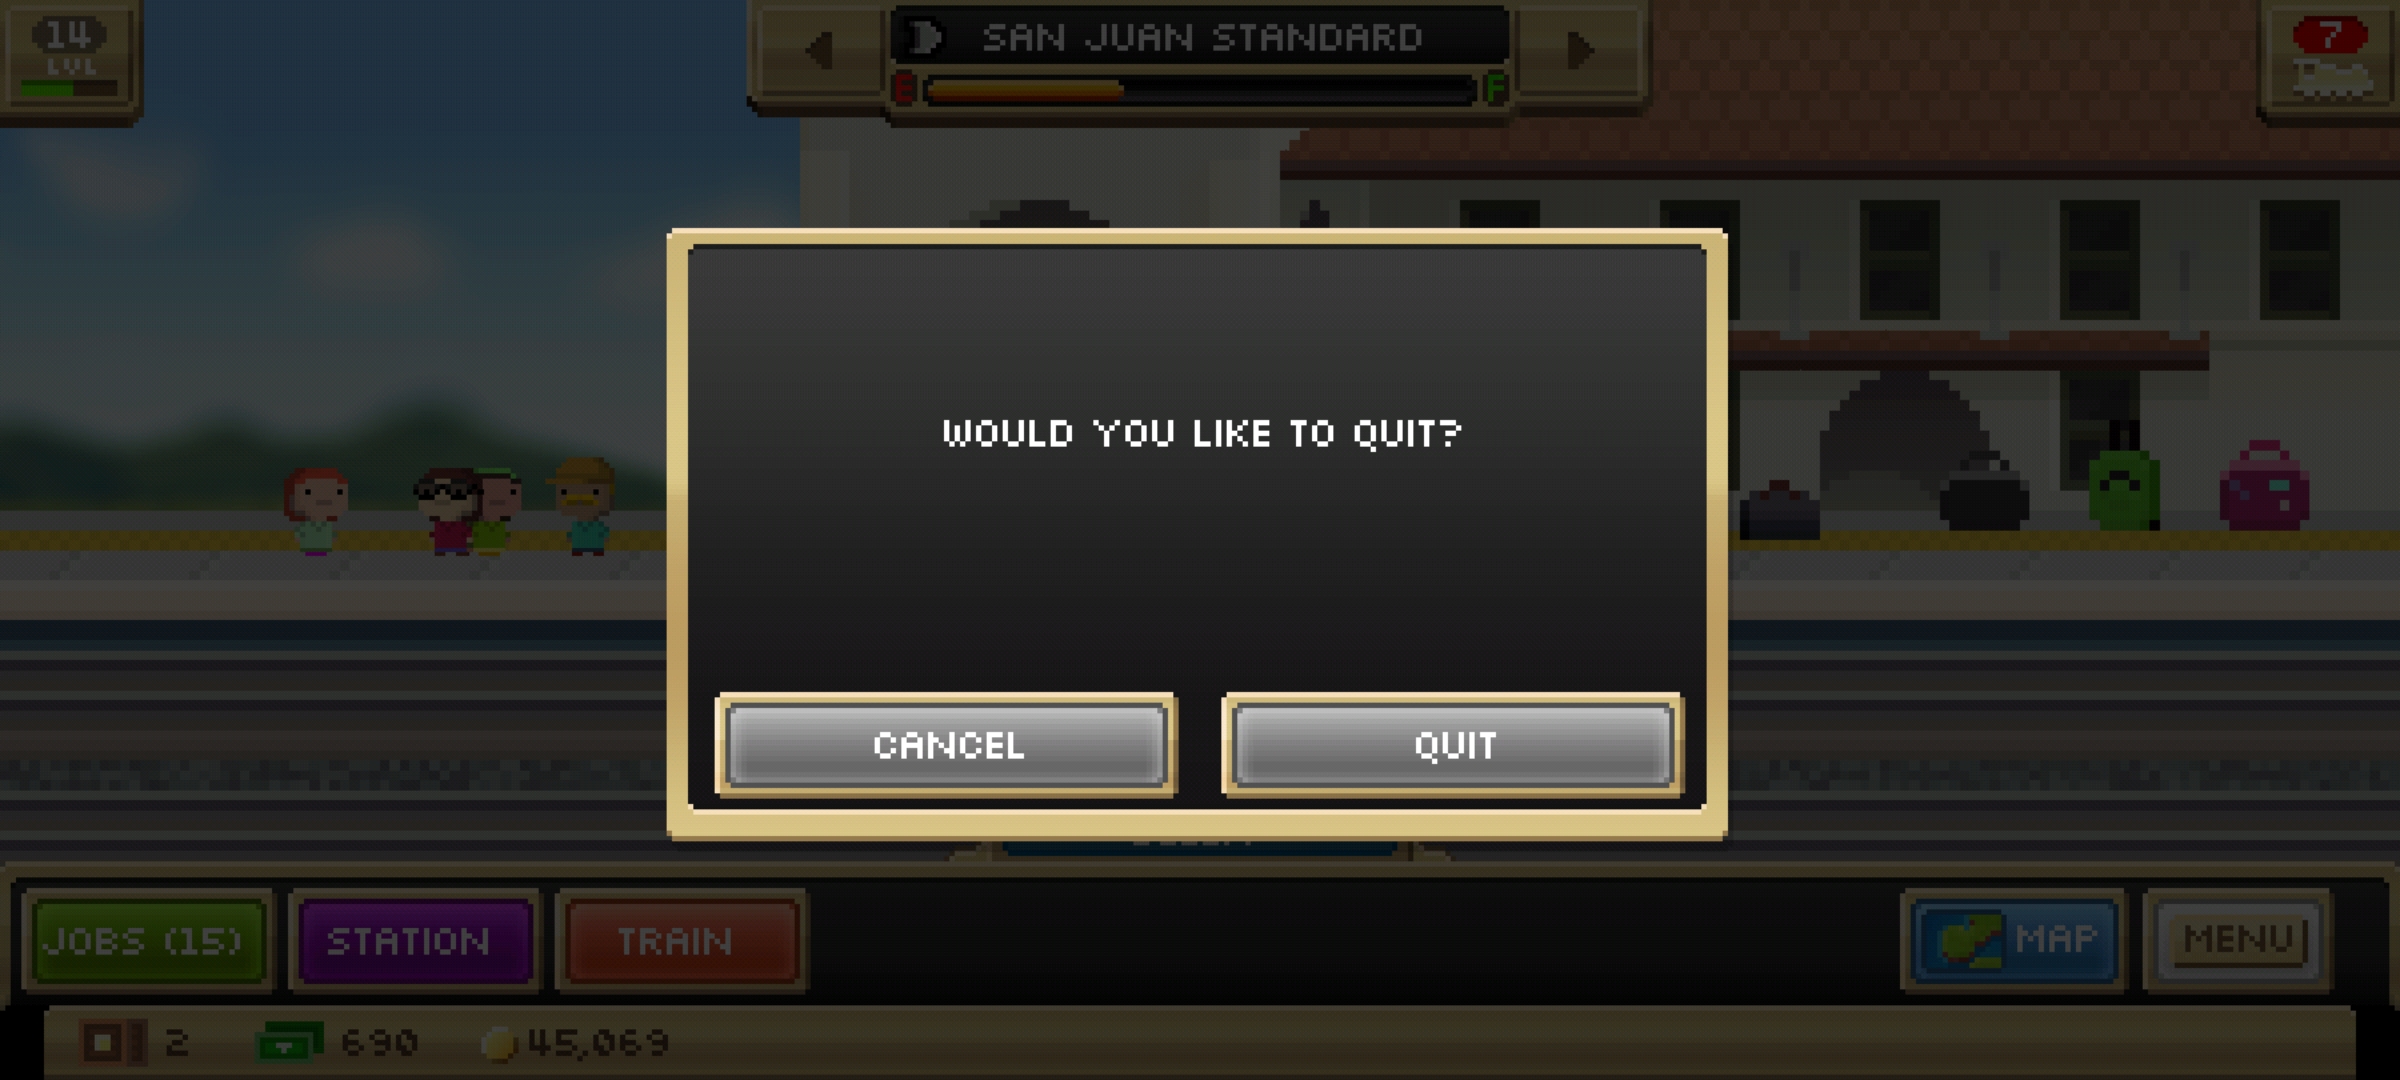 14
LVL
SAN JUAN STANDARD
E F
7
WOULD YOU LIKE TO QUIT?
CANCEL QUIT
JOBS (15) STATION TRAIN MAP MENU
2 690 45,069